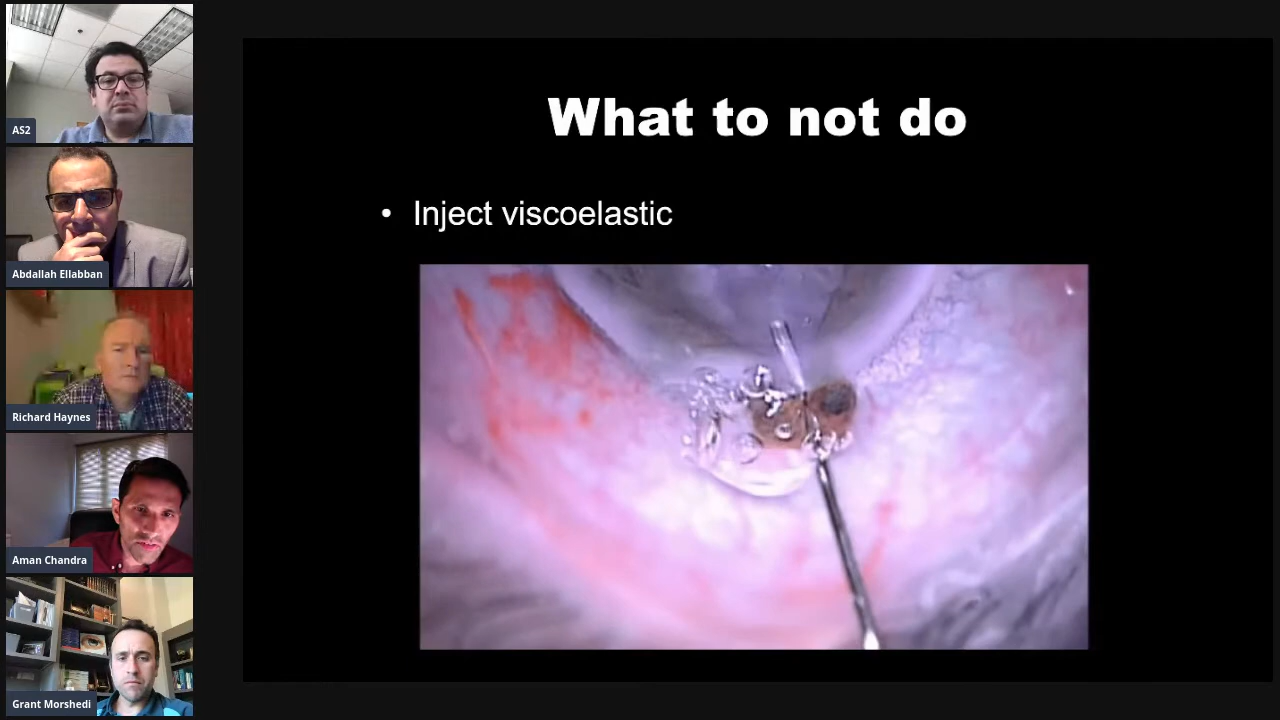 AS2
Abdallah Ellabban
Richard Haynes
Aman Chandra
Grant Morshedi
What to not do
• Inject viscoelastic